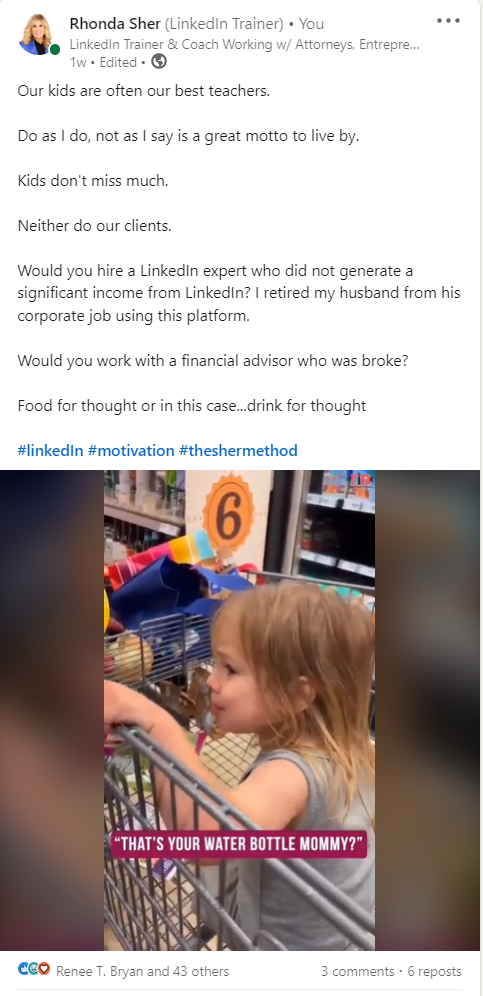 Rhonda Sher (LinkedIn Trainer) • You
LinkedIn Trainer & Coach Working w/ Attorneys, Entrepre...
1w • Edited •
Our kids are often our best teachers.
Do as I do, not as I say is a great motto to live by.
Kids don't miss much.
Neither do our clients.
Would you hire a LinkedIn expert who did not generate a
significant income from LinkedIn? I retired my husband from his
corporate job using this platform.
Would you work with a financial advisor who was broke?
Food for thought or in this case...drink for thought
#linkedIn #motivation #theshermethod
6
“THAT'S YOUR WATER BOTTLE MOMMY?”
Renee T. Bryan and 43 others
3 comments • 6 reposts